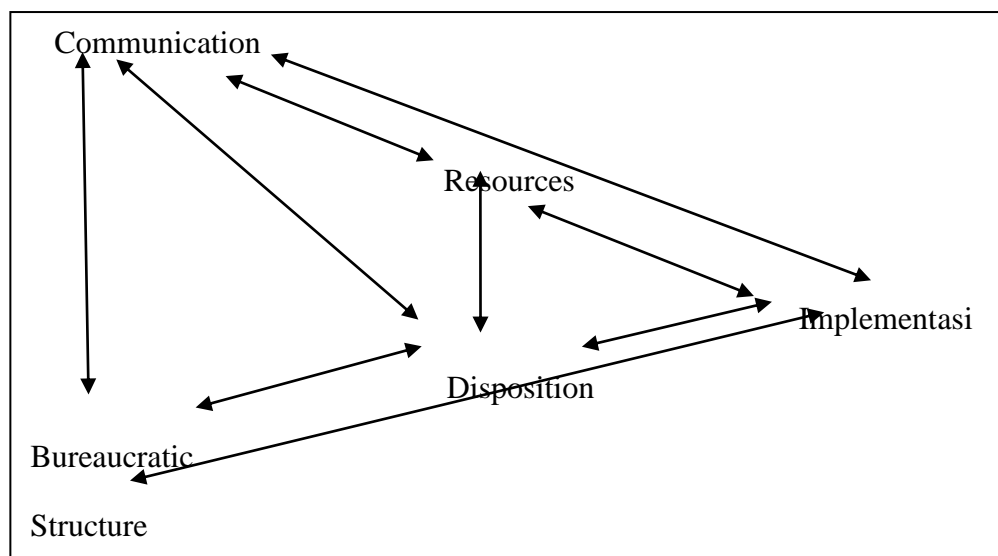 Communication
Resources
Implementasi
Disposition
Bureaucratic
Structure